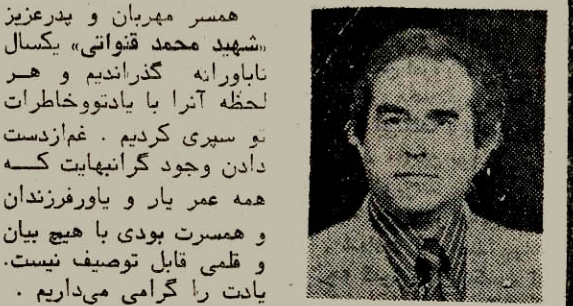 همسر مهربان و پدرعزیز
«شهید محمد قنواتی» یکسال
ناباورانه گذراندیم و هر
لحظه آنرا با یادتووخاطرات
تو سپری کردیم . غم‌ازدست
دادن وجود گرانبهایت که
همه عمر یار و یاورفرزندان
و همسرت بودی با هیچ بیان
و قلمی قابل توصیف نیست.
یادت را گرامی می‌داریم .